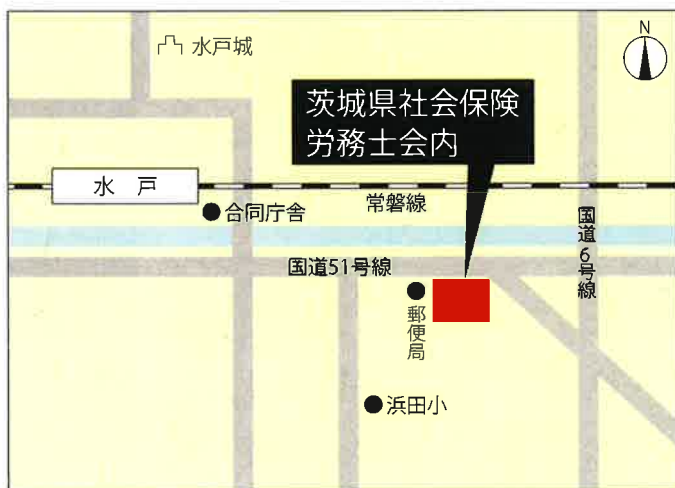 水戸城
N
茨城県社会保険
労務士会内
水戸
常磐線
合同庁舎
国道6号線
国道51号線
郵便局
浜田小